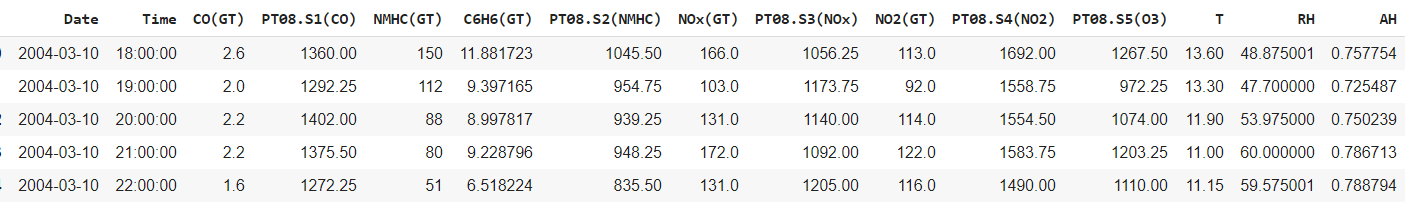 Date Time CO(GT) PT08.S1(CO) NMHC(GT) C6H6(GT) PT08.S2(NMHC) NOx(GT) PT08.S3(NOx) NO2(GT) PT08.S4(NO2) PT08.S5(O3) T RH AH
2004-03-10 18:00:00 2.6 1360.00 150 11.881723 1045.50 166.0 1056.25 113.0 1692.00 1267.50 13.60 48.875001 0.757754
2004-03-10 19:00:00 2.0 1292.25 112 9.397165 954.75 103.0 1173.75 92.0 1558.75 972.25 13.30 47.700000 0.725487
2004-03-10 20:00:00 2.2 1402.00 88 8.997817 939.25 131.0 1140.00 114.0 1554.50 1074.00 11.90 53.975000 0.750239
2004-03-10 21:00:00 2.2 1375.50 80 9.228796 948.25 172.0 1092.00 122.0 1583.75 1203.25 11.00 60.000000 0.786713
2004-03-10 22:00:00 1.6 1272.25 51 6.518224 835.50 131.0 1205.00 116.0 1490.00 1110.00 11.15 59.575001 0.788794